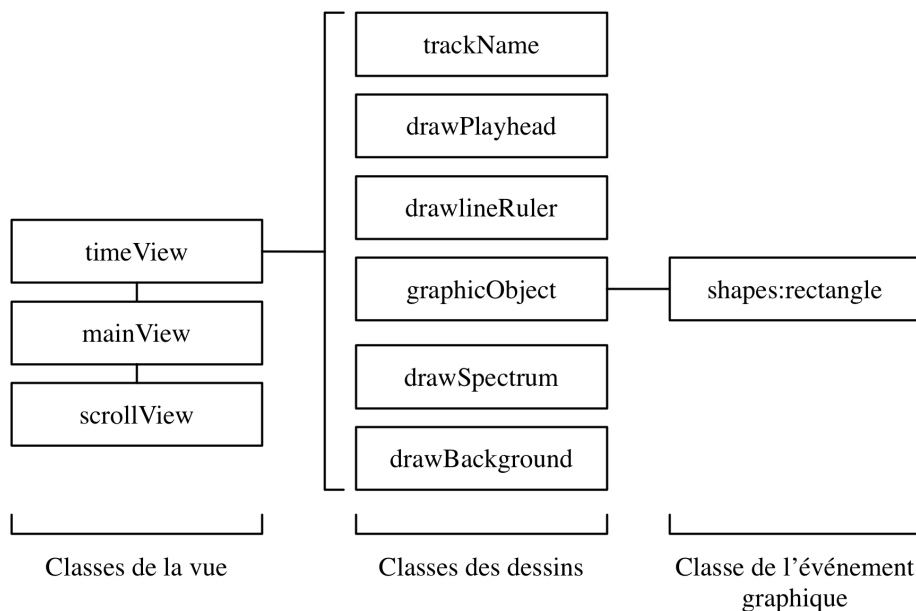 trackName
drawPlayhead
drawlineRuler
timeView
graphicObject
shapes:rectangle
mainView
drawSpectrum
scrollView
drawBackground
Classes de la vue
Classes des dessins
Classe de l’événement
graphique